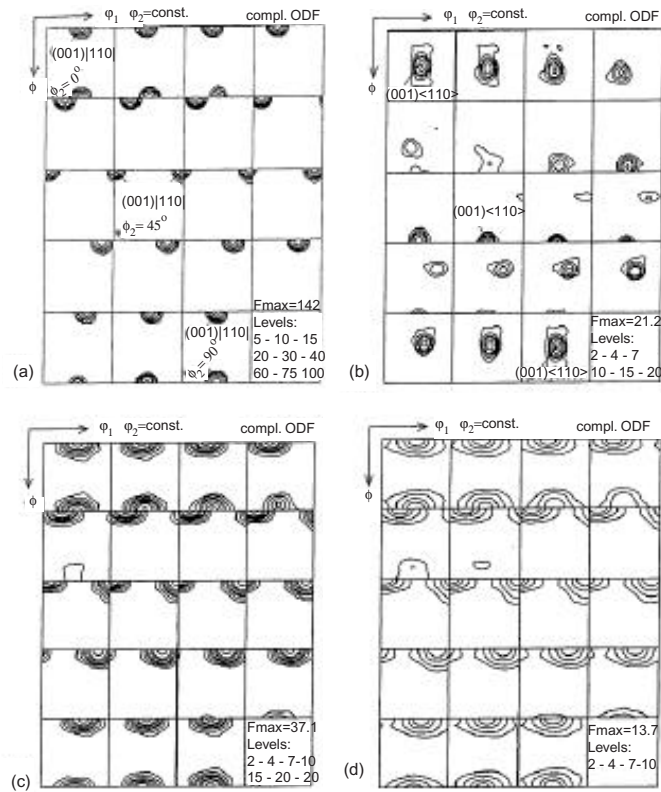 φ1 φ2=const. compl. ODF
ϕ
(001)|110|
ϕ2= 0°
(001)|110|
ϕ2= 45°
(001)|110|
ϕ2= 90°
Fmax=142
Levels:
5 - 10 - 15
20 - 30 - 40
60 - 75 100
(a)
φ1 φ2=const. compl. ODF
ϕ
(001)<110>
(001)<110>
(001)<110>
Fmax=21.2
Levels:
2 - 4 - 7
10 - 15 - 20
(b)
φ1 φ2=const. compl. ODF
ϕ
Fmax=37.1
Levels:
2 - 4 - 7-10
15 - 20 - 20
(c)
φ1 φ2=const. compl. ODF
ϕ
Fmax=13.7
Levels:
2 - 4 - 7-10
(d)